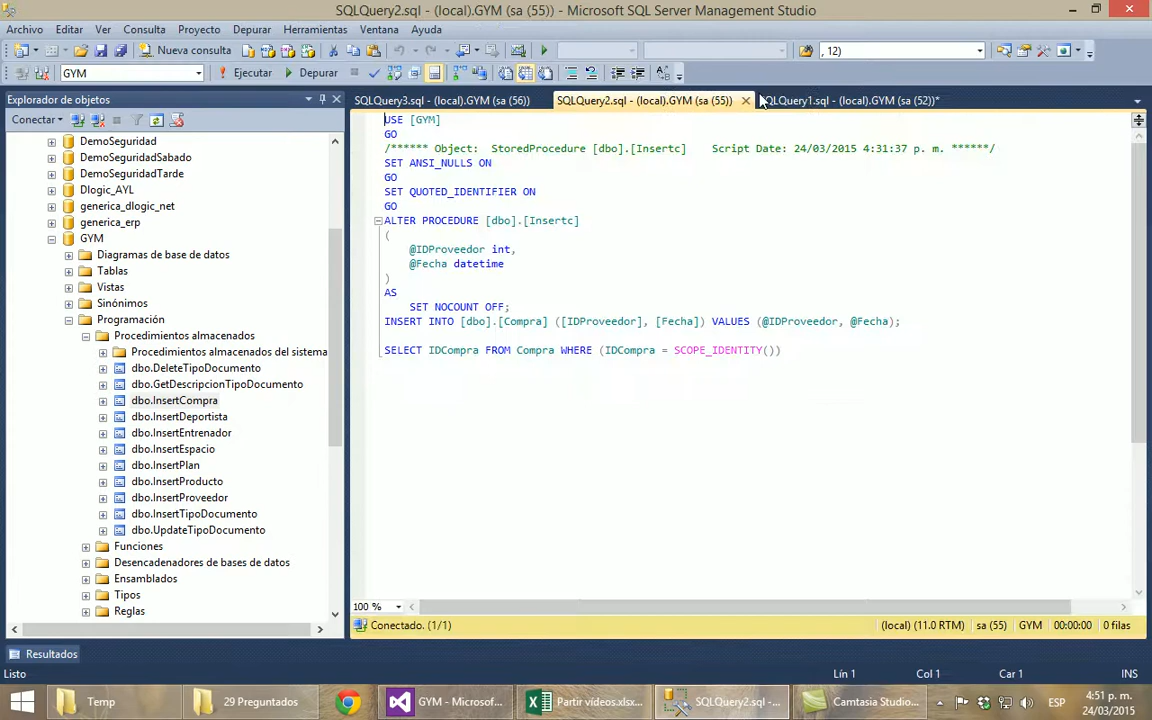 SQLQuery2.sql - (local).GYM (sa (55)) - Microsoft SQL Server Management Studio
Archivo Editar Ver Consulta Proyecto Depurar Herramientas Ventana Ayuda
Nueva consulta , 12)
GYM Ejecutar Depurar
Explorador de objetos
SQLQuery3.sql - (local).GYM (sa (56)) SQLQuery2.sql - (local).GYM (sa (55)) QLQuery1.sql - (local).GYM (sa (52))*
Conectar
DemoSeguridad
DemoSeguridadSabado
DemoSeguridadTarde
Dlogic_AYL
generica_dlogic_net
generica_erp
GYM
Diagramas de base de datos
Tablas
Vistas
Sinónimos
Programación
Procedimientos almacenados
Procedimientos almacenados del sistema
dbo.DeleteTipoDocumento
dbo.GetDescripcionTipoDocumento
dbo.InsertCompra
dbo.InsertDeportista
dbo.InsertEntrenador
dbo.InsertEspacio
dbo.InsertPlan
dbo.InsertProducto
dbo.InsertProveedor
dbo.InsertTipoDocumento
dbo.UpdateTipoDocumento
Funciones
Desencadenadores de bases de datos
Ensamblados
Tipos
Reglas
USE [GYM]
GO
/****** Object:  StoredProcedure [dbo].[Insertc]    Script Date: 24/03/2015 4:31:37 p. m. ******/
SET ANSI_NULLS ON
GO
SET QUOTED_IDENTIFIER ON
GO
ALTER PROCEDURE [dbo].[Insertc]
(
@IDProveedor int,
@Fecha datetime
)
AS
SET NOCOUNT OFF;
INSERT INTO [dbo].[Compra] ([IDProveedor], [Fecha]) VALUES (@IDProveedor, @Fecha);
SELECT IDCompra FROM Compra WHERE (IDCompra = SCOPE_IDENTITY())
100 %
Conectado. (1/1) (local) (11.0 RTM) sa (55) GYM 00:00:00 0 filas
Resultados
Listo Lín 1 Col 1 Car 1 INS
Temp 29 Preguntados GYM - Microsof... Partir vídeos.xlsx... SQLQuery2.sql -... Camtasia Studio... ESP 4:51 p. m.
24/03/2015